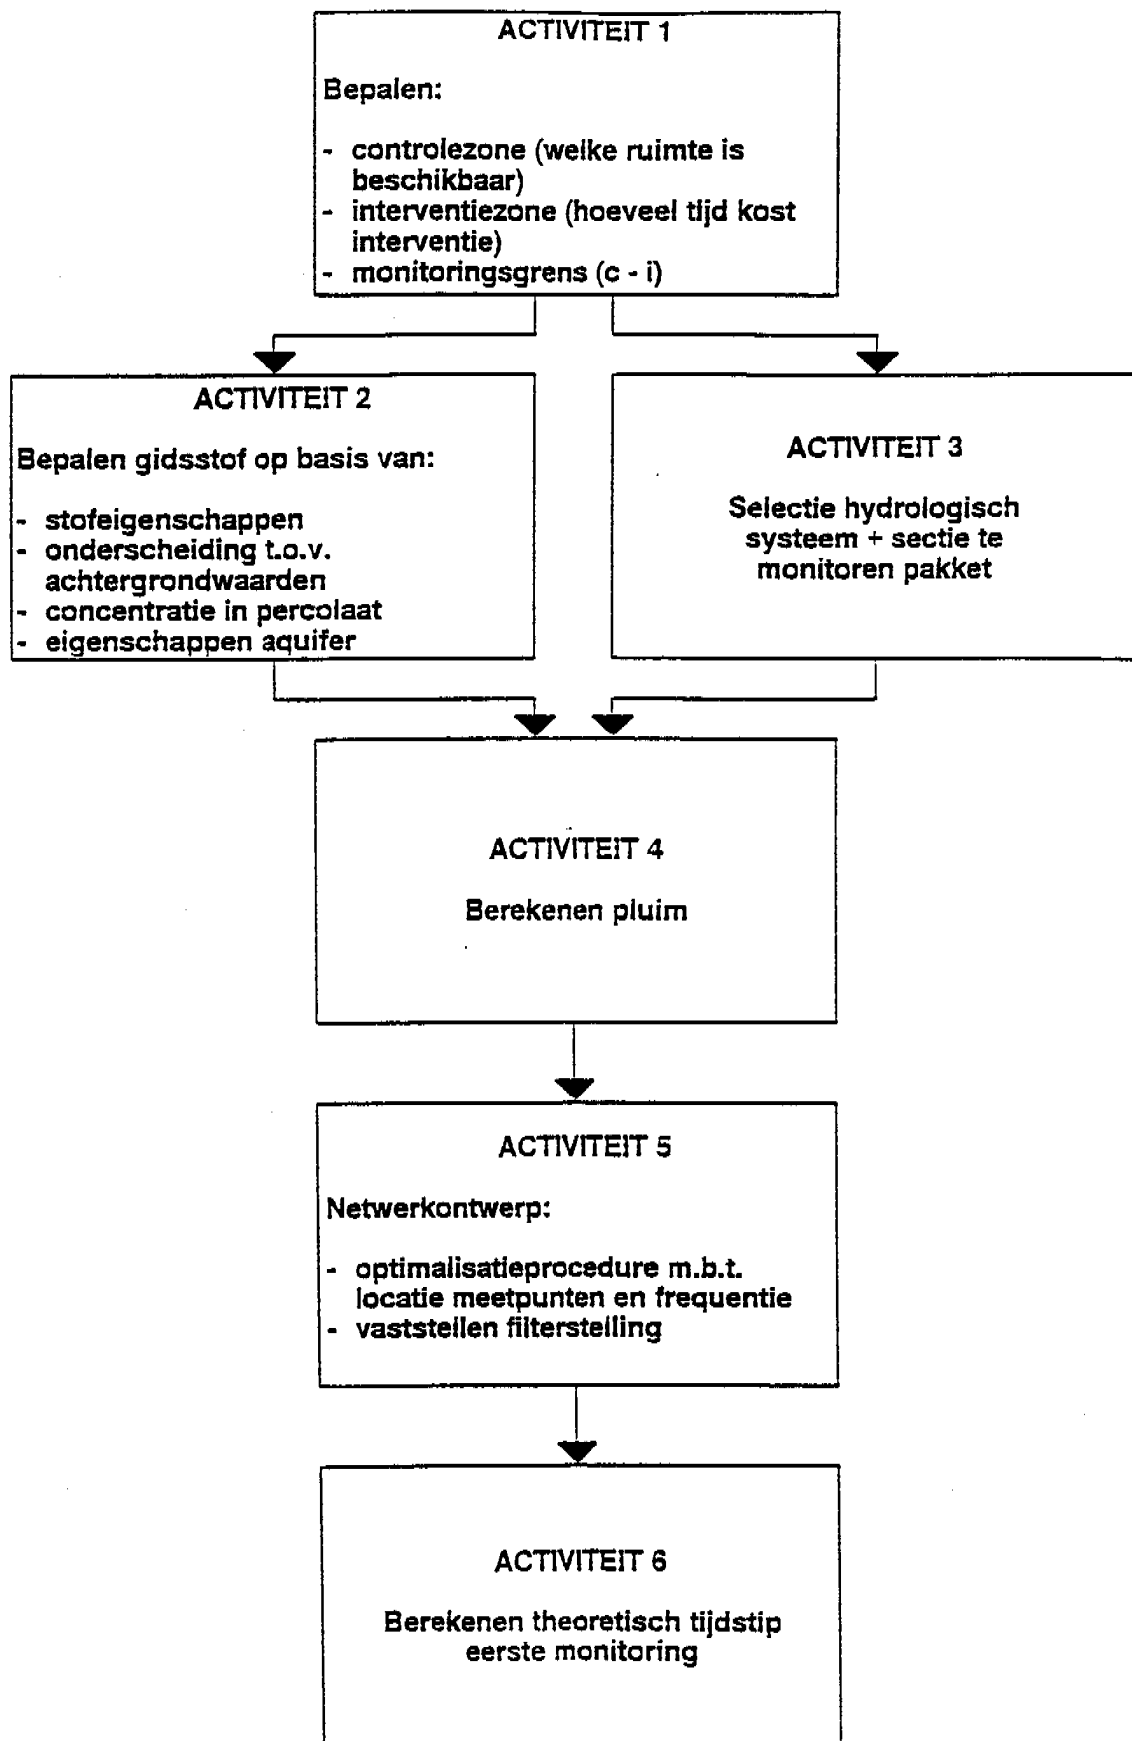 ACTIVITEIT 1
Bepalen:
- controlezone (welke ruimte is
beschikbaar)
- interventiezone (hoeveel tijd kost
interventie)
- monitoringsgrens (c - i)
ACTIVITEIT 2
Bepalen gidsstof op basis van:
- stofeigenschappen
- onderscheiding t.o.v.
achtergrondwaarden
- concentratie in percolaat
- eigenschappen aquifer
ACTIVITEIT 3
Selectie hydrologisch
systeem + sectie te
monitoren pakket
ACTIVITEIT 4
Berekenen pluim
ACTIVITEIT 5
Netwerkontwerp:
- optimalisatieprocedure m.b.t.
locatie meetpunten en frequentie
- vaststellen filterstelling
ACTIVITEIT 6
Berekenen theoretisch tijdstip
eerste monitoring